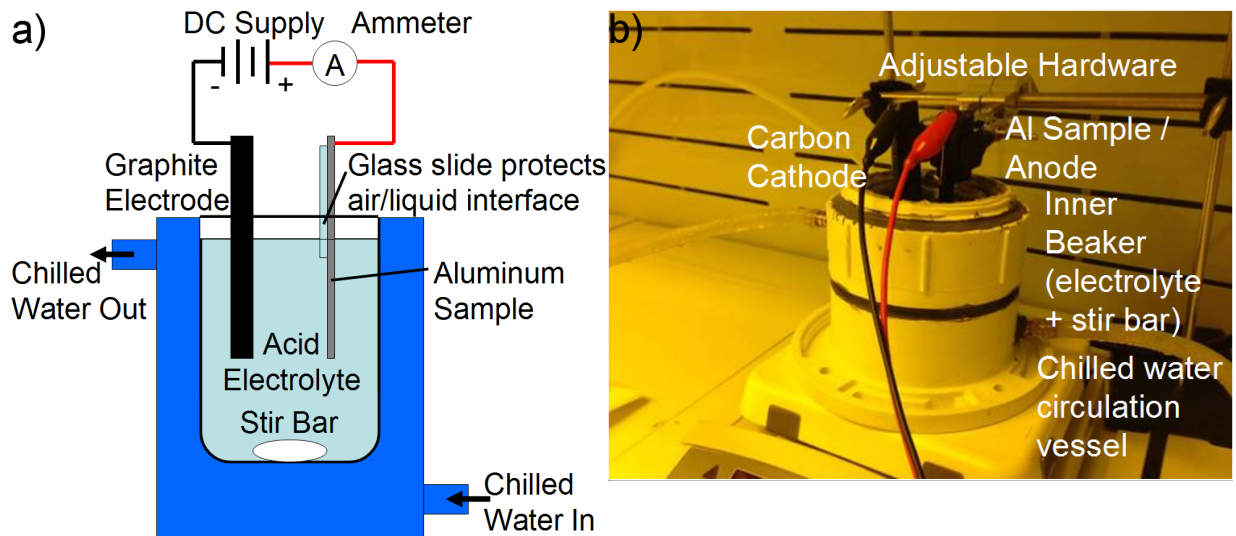 a)
DC Supply
Ammeter
A
-
+
Graphite
Electrode
Glass slide protects
air/liquid interface
Chilled
Water Out
Aluminum
Sample
Acid
Electrolyte
Stir Bar
Chilled
Water In
b)
Adjustable Hardware
Carbon
Cathode
Al Sample /
Anode
Inner
Beaker
(electrolyte
+ stir bar)
Chilled water
circulation
vessel